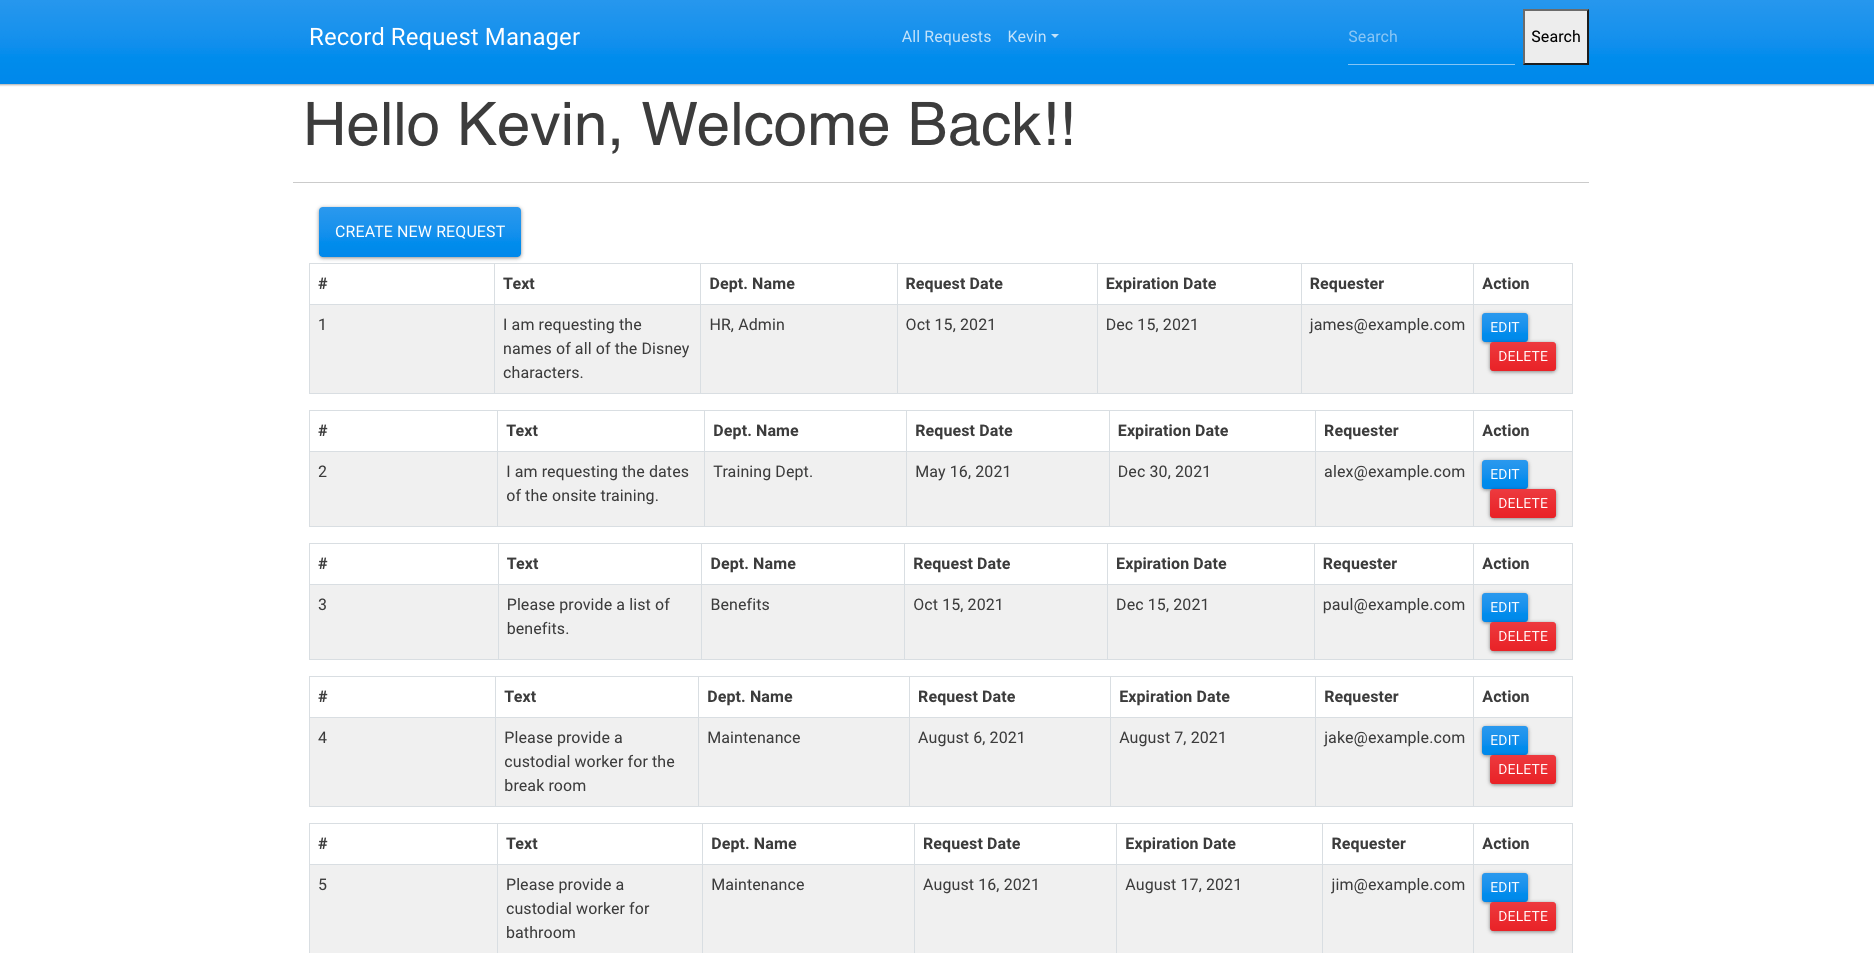 Record Request Manager
All Requests Kevin
Search
Search
Hello Kevin, Welcome Back!!
CREATE NEW REQUEST
# Text Dept. Name Request Date Expiration Date Requester Action
1 I am requesting the HR, Admin Oct 15, 2021 Dec 15, 2021 james@example.com EDIT
names of all of the Disney DELETE
characters.
# Text Dept. Name Request Date Expiration Date Requester Action
2 I am requesting the dates Training Dept. May 16, 2021 Dec 30, 2021 alex@example.com EDIT
of the onsite training. DELETE
# Text Dept. Name Request Date Expiration Date Requester Action
3 Please provide a list of Benefits Oct 15, 2021 Dec 15, 2021 paul@example.com EDIT
benefits. DELETE
# Text Dept. Name Request Date Expiration Date Requester Action
4 Please provide a Maintenance August 6, 2021 August 7, 2021 jake@example.com EDIT
custodial worker for the DELETE
break room
# Text Dept. Name Request Date Expiration Date Requester Action
5 Please provide a Maintenance August 16, 2021 August 17, 2021 jim@example.com EDIT
custodial worker for DELETE
bathroom